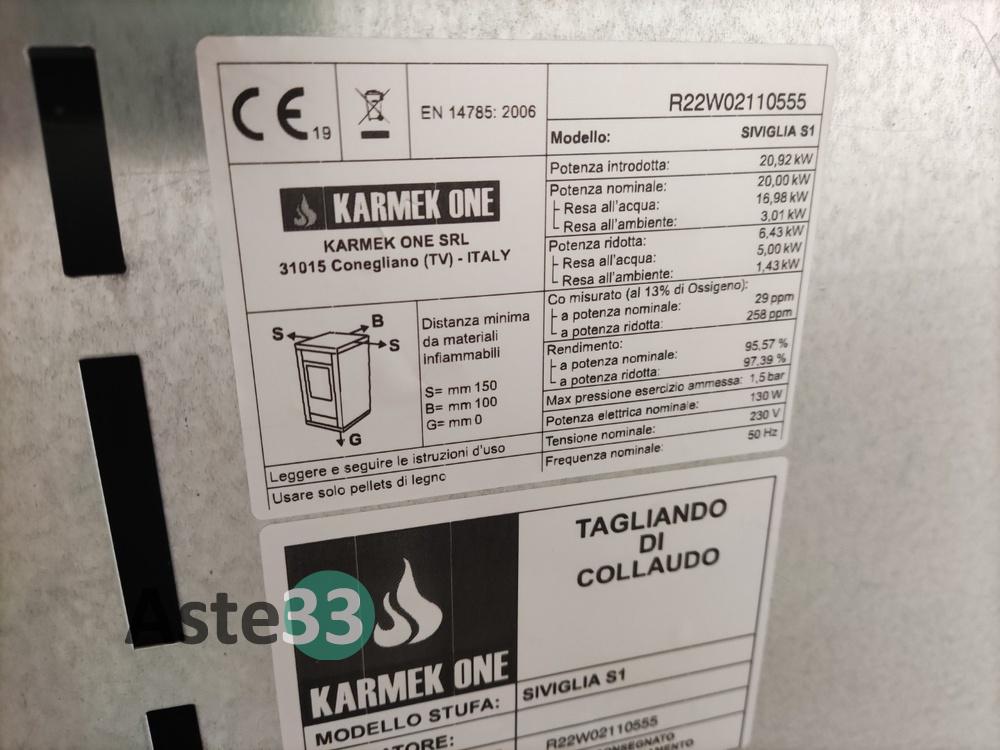 CE 19
EN 14785: 2006
R22W02110555
Modello: SIVIGLIA S1
KARMEK ONE
KARMEK ONE SRL
31015 Conegliano (TV) - ITALY
Potenza introdotta: 20,92 kW
Potenza nominale: 20,00 kW
Resa all'acqua: 16,98 kW
Resa all'ambiente: 3,01 kW
Potenza ridotta: 6,43 kW
Resa all'acqua: 5,00 kW
Resa all'ambiente: 1,43 kW
Co misurato (al 13% di Ossigeno):
a potenza nominale: 29 ppm
a potenza ridotta: 258 ppm
Rendimento:
a potenza nominale: 95,57 %
a potenza ridotta: 97,39 %
Max pressione esercizio ammessa: 1,5 bar
Potenza elettrica nominale: 130 W
Tensione nominale: 230 V
Frequenza nominale: 50 Hz
S B S G
Distanza minima
da materiali
infiammabili
S= mm 150
B= mm 100
G= mm 0
Leggere e seguire le istruzioni d'uso
Usare solo pellets di legno
TAGLIANDO
DI
COLLAUDO
Aste33
KARMEK ONE
MODELLO STUFA: SIVIGLIA S1
R22W02110555